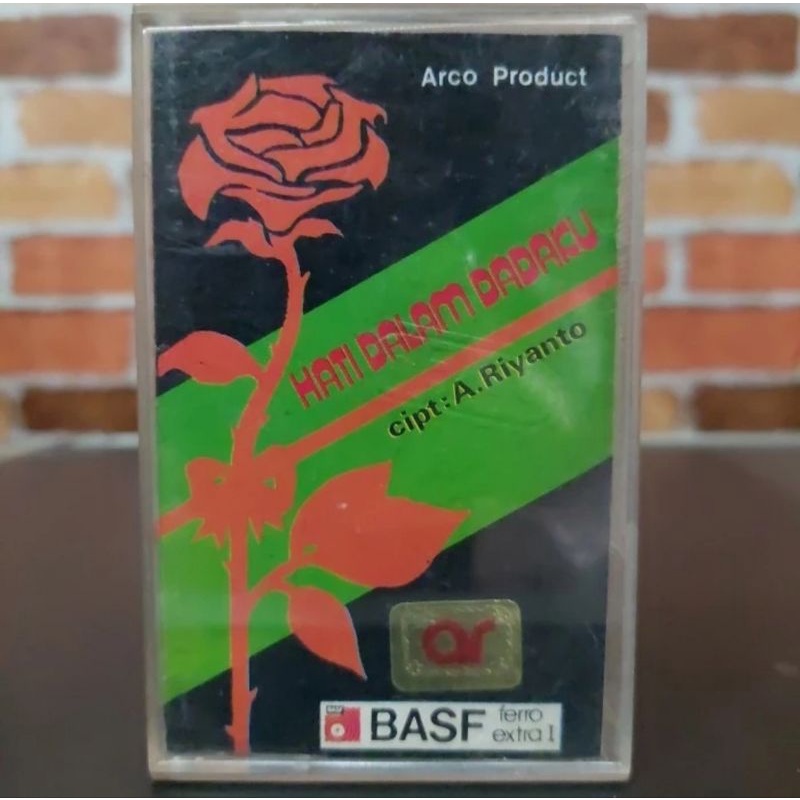 Arco Product
HATI DALAM DADAKU
cipt: A.Riyanto
ar
BASF ferro
extra I